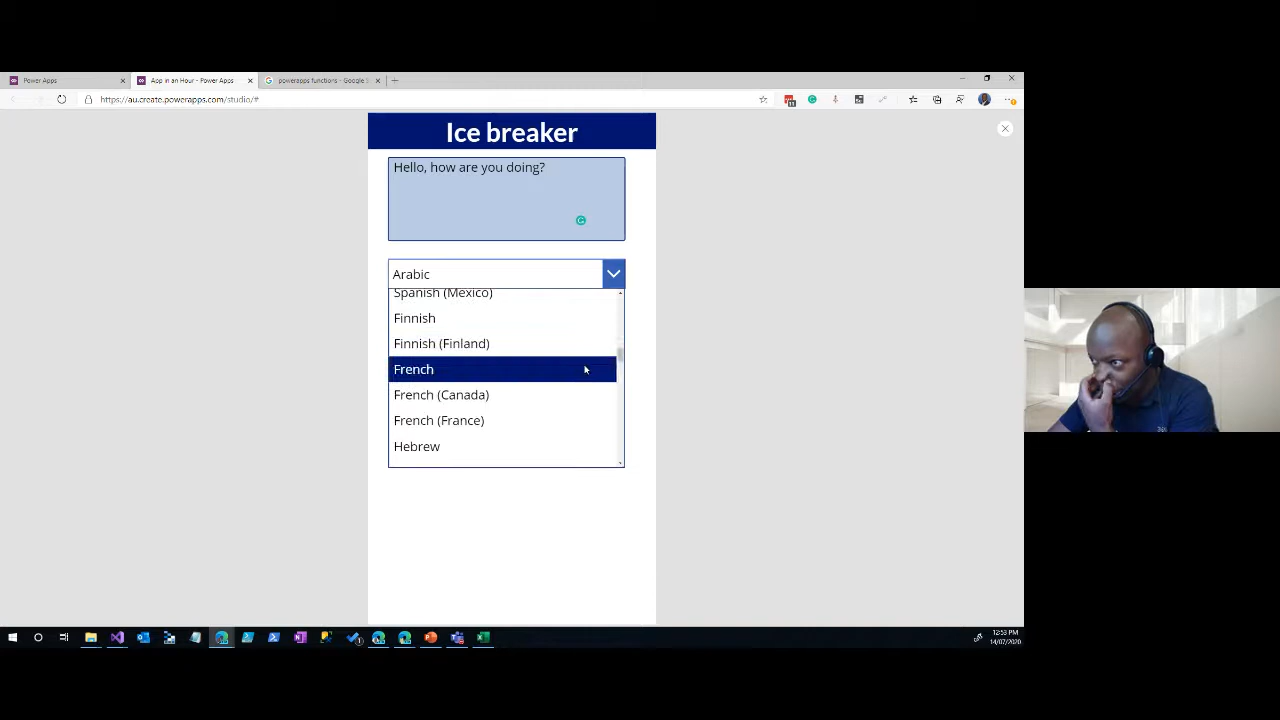 Power Apps
App in an Hour - Power Apps
powerapps functions - Google S
https://au.create.powerapps.com/studio/#
Ice breaker
Hello, how are you doing?
Arabic
Spanish (Mexico)
Finnish
Finnish (Finland)
French
French (Canada)
French (France)
Hebrew
12:53 PM
14/07/2020